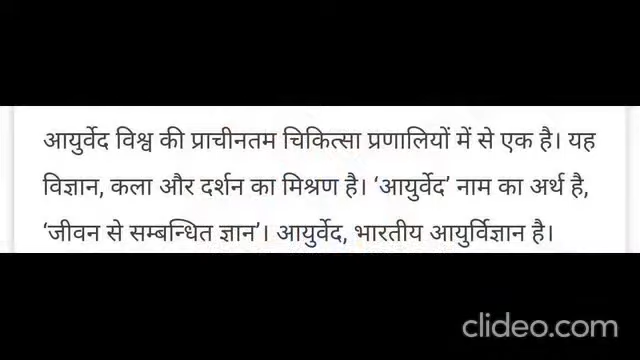 आयुर्वेद विश्व की प्राचीनतम चिकित्सा प्रणालियों में से एक है। यह
विज्ञान, कला और दर्शन का मिश्रण है। ‘आयुर्वेद’ नाम का अर्थ है,
‘जीवन से सम्बन्धित ज्ञान’। आयुर्वेद, भारतीय आयुर्विज्ञान है।
clideo.com